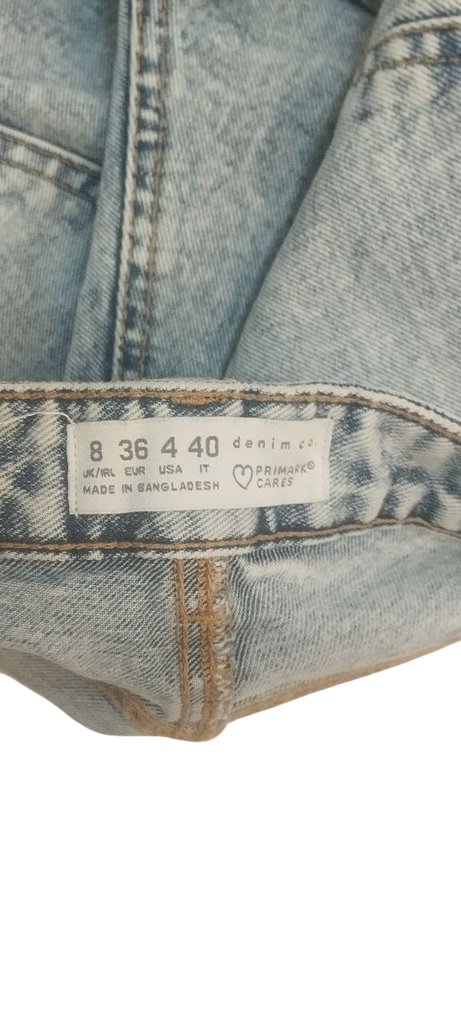 8 36 4 40 denim co
UK/IRL EUR USA IT
MADE IN BANGLADESH
PRIMARK®
CARES